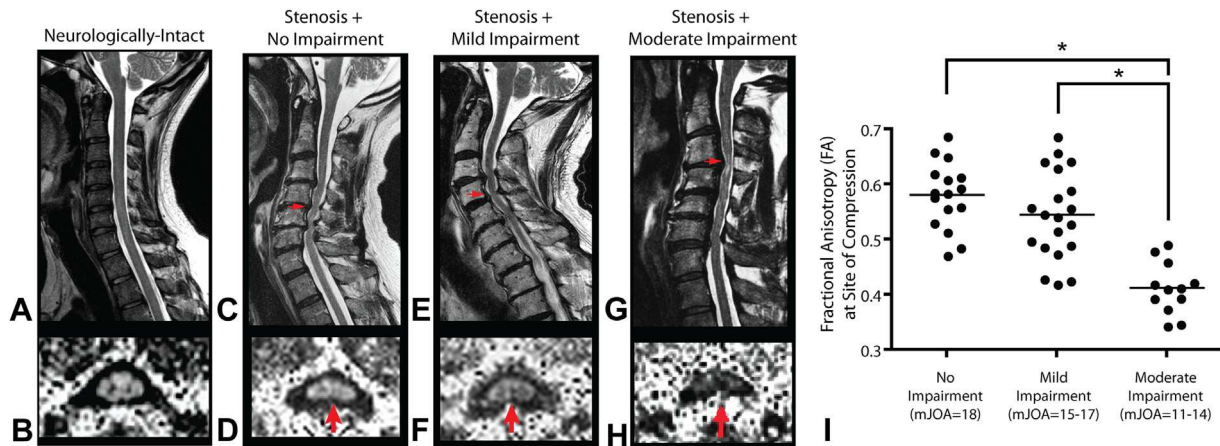 Neurologically-Intact
Stenosis +
No Impairment
Stenosis +
Mild Impairment
Stenosis +
Moderate Impairment
A
B
C
D
E
F
G
H
*
*
Fractional Anisotropy (FA)
at Site of Compression
0.7
0.6
0.5
0.4
0.3
No
Impairment
(mJOA=18)
Mild
Impairment
(mJOA=15-17)
Moderate
Impairment
(mJOA=11-14)
I